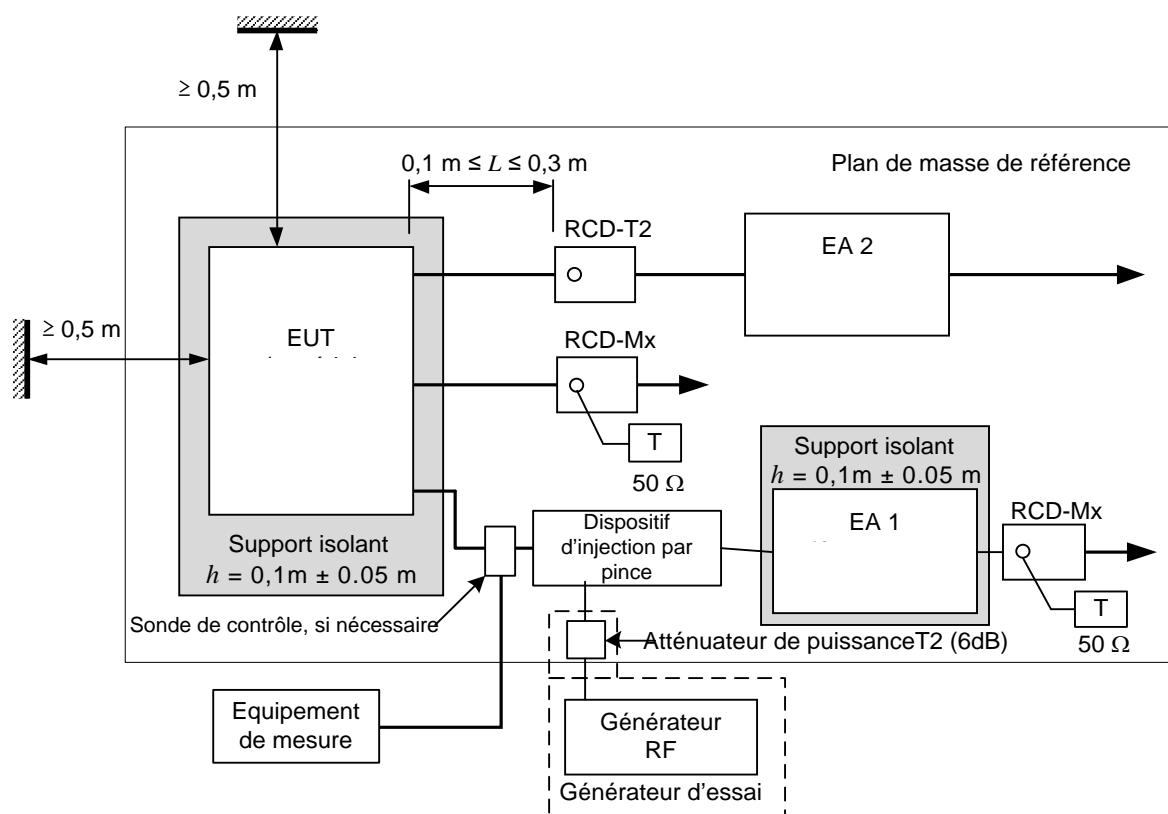 ≥ 0,5 m
0,1 m ≤ L ≤ 0,3 m
Plan de masse de référence
RCD-T2
EA 2
≥ 0,5 m
EUT
RCD-Mx
T
50 Ω
Support isolant
h = 0,1m ± 0.05 m
EA 1
RCD-Mx
T
50 Ω
Dispositif
d'injection par
pince
Support isolant
h = 0,1m ± 0.05 m
Sonde de contrôle, si nécessaire
Atténuateur de puissanceT2 (6dB)
Equipement
de mesure
Générateur
RF
Générateur d'essai